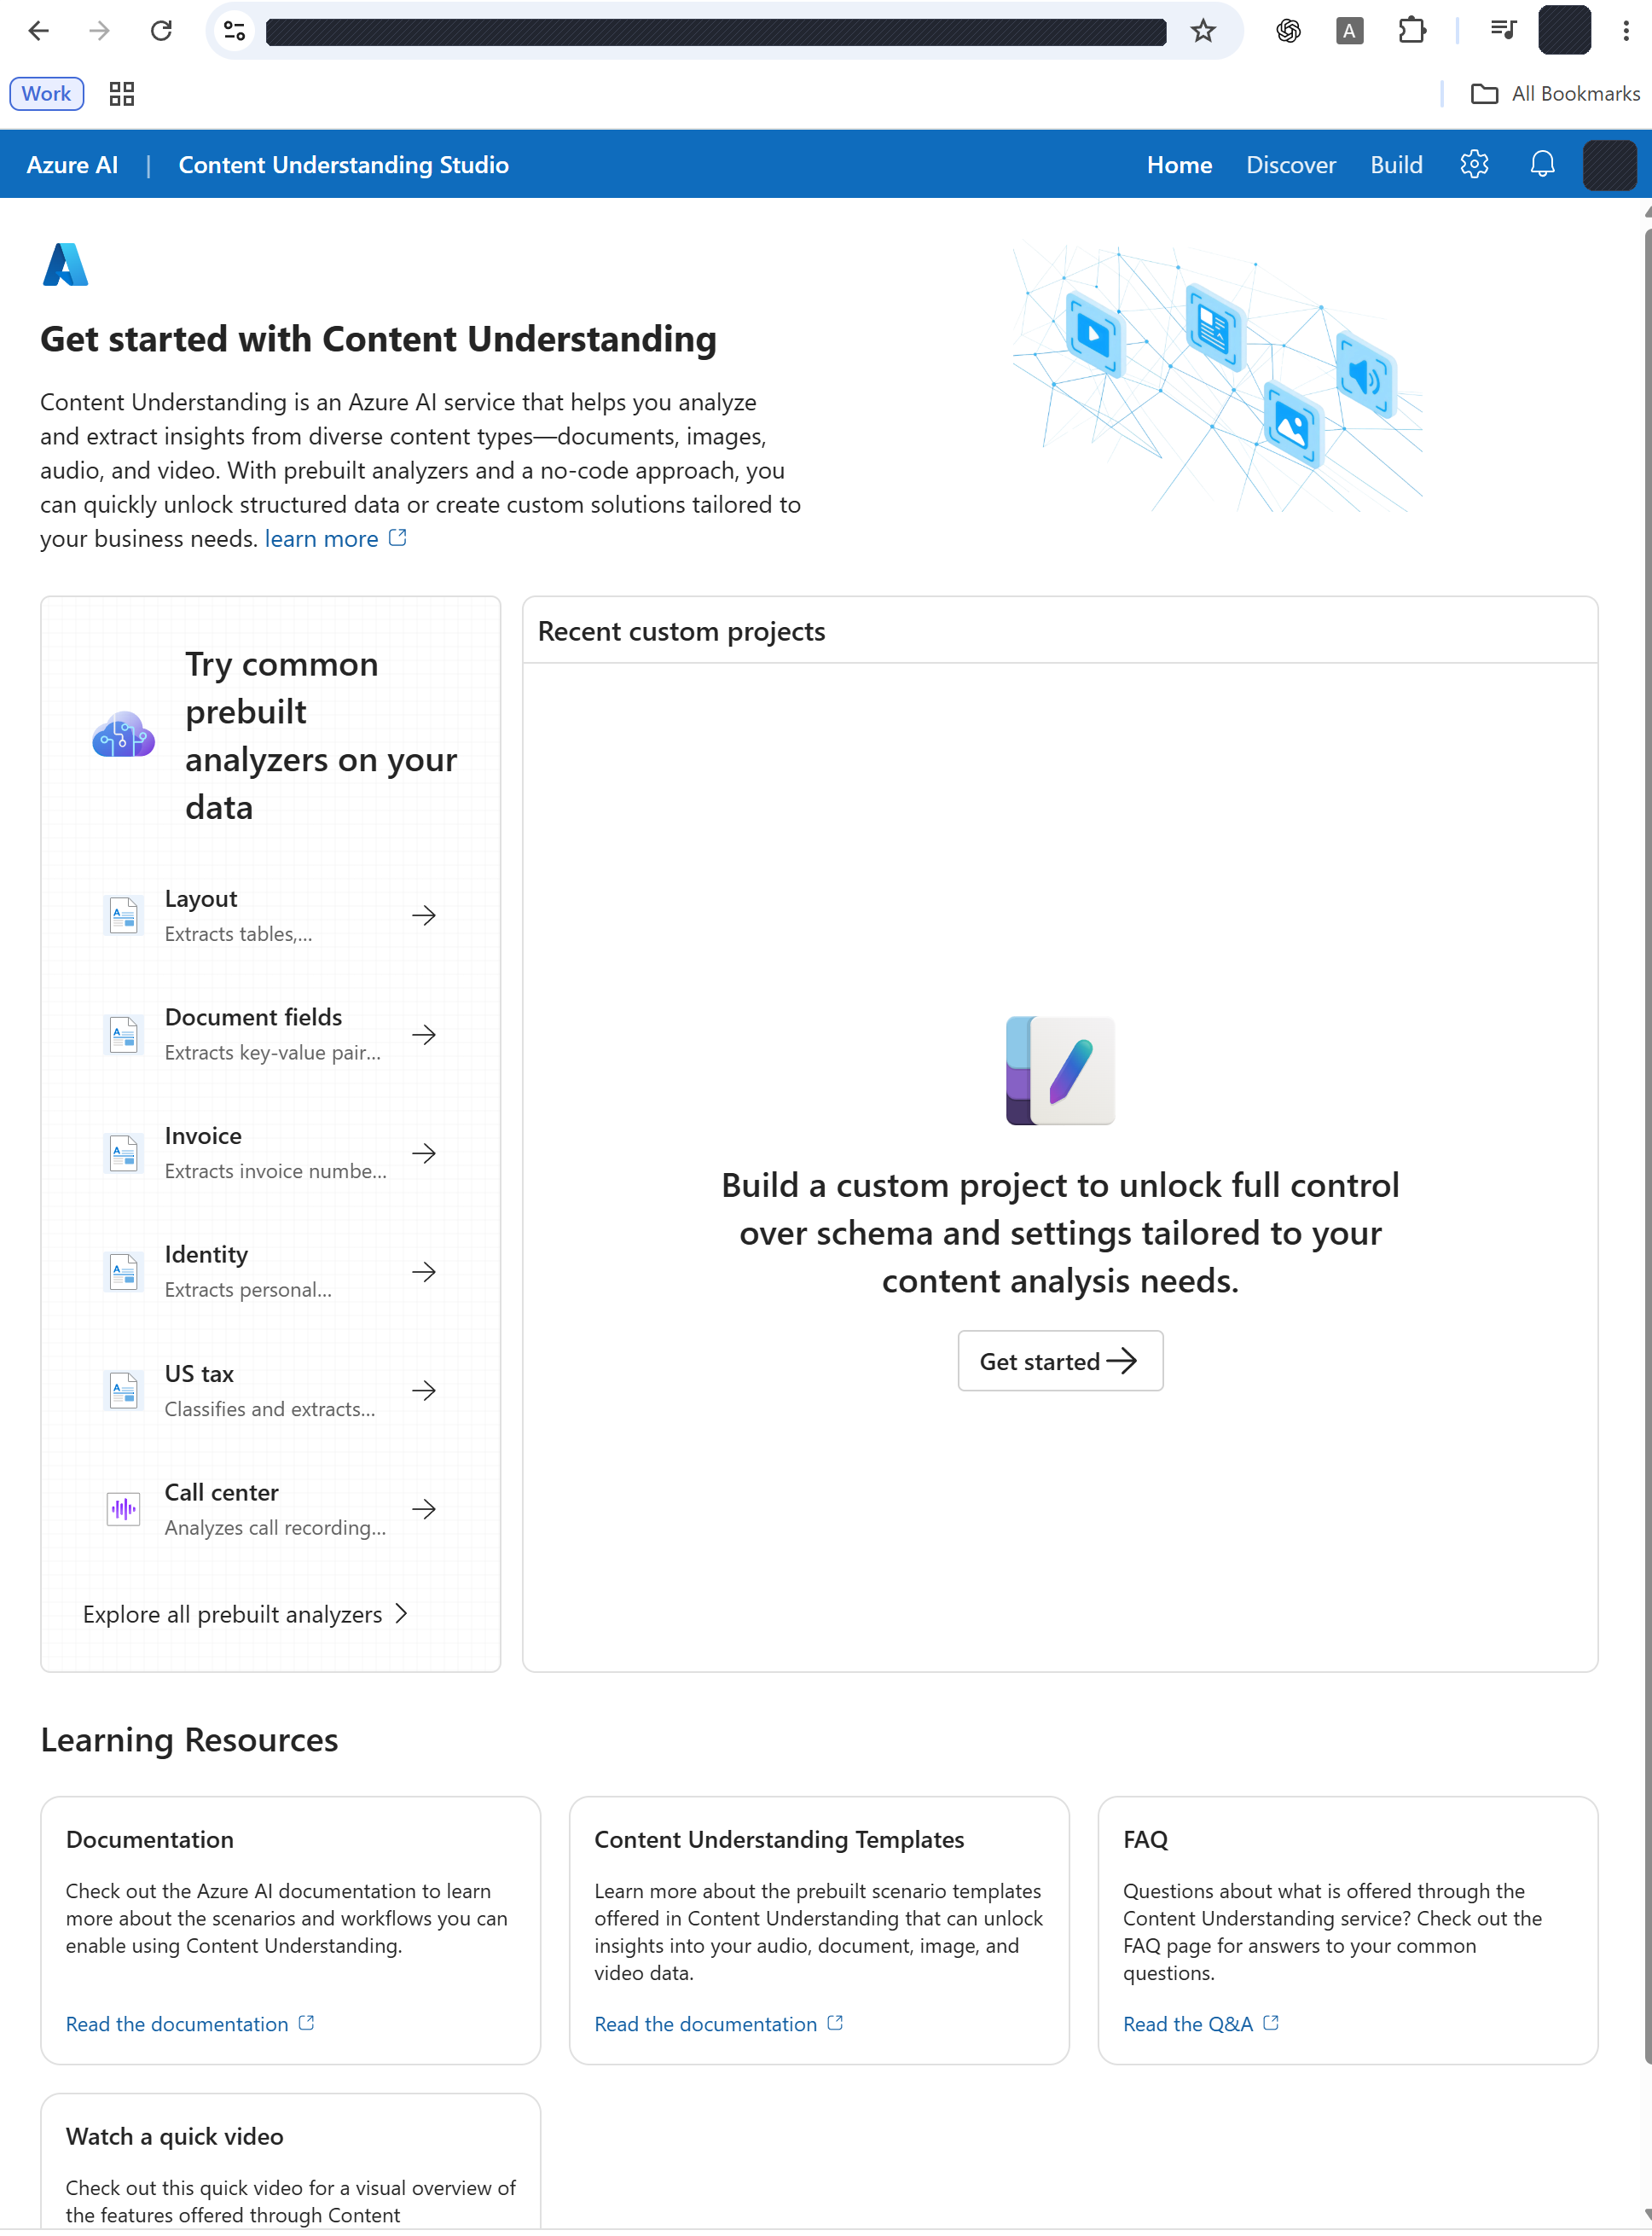 A
Work
All Bookmarks
Azure AI | Content Understanding Studio
Home
Discover
Build
Get started with Content Understanding
Content Understanding is an Azure AI service that helps you analyze
and extract insights from diverse content types—documents, images,
audio, and video. With prebuilt analyzers and a no-code approach, you
can quickly unlock structured data or create custom solutions tailored to
your business needs. learn more
Try common
prebuilt
analyzers on your
data
Layout
Extracts tables,...
Document fields
Extracts key-value pair...
Invoice
Extracts invoice numbe...
Identity
Extracts personal...
US tax
Classifies and extracts...
Call center
Analyzes call recording...
Explore all prebuilt analyzers
Recent custom projects
Build a custom project to unlock full control
over schema and settings tailored to your
content analysis needs.
Get started
Learning Resources
Documentation
Check out the Azure AI documentation to learn
more about the scenarios and workflows you can
enable using Content Understanding.
Read the documentation
Content Understanding Templates
Learn more about the prebuilt scenario templates
offered in Content Understanding that can unlock
insights into your audio, document, image, and
video data.
Read the documentation
FAQ
Questions about what is offered through the
Content Understanding service? Check out the
FAQ page for answers to your common
questions.
Read the Q&A
Watch a quick video
Check out this quick video for a visual overview of
the features offered through Content